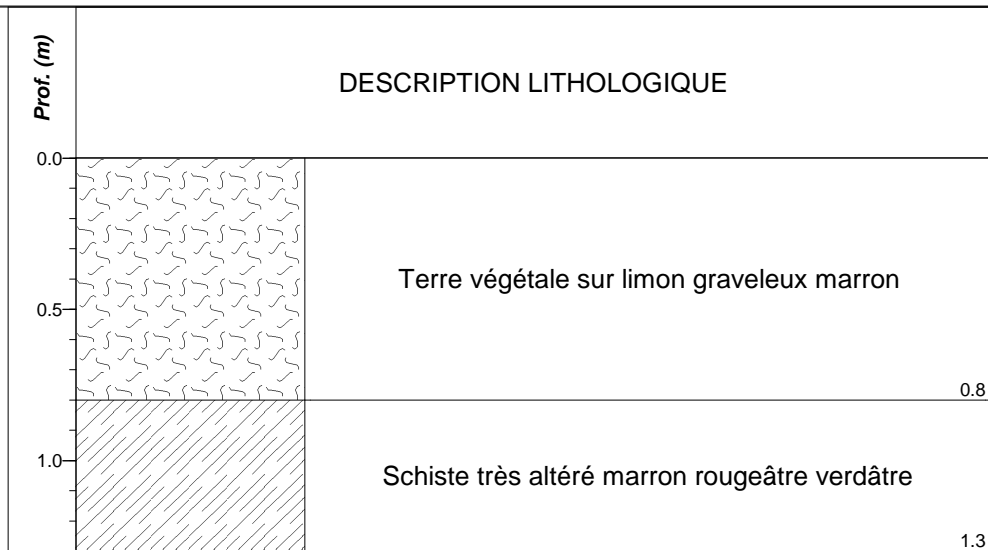 Prof. (m)
DESCRIPTION LITHOLOGIQUE
0.0
Terre végétale sur limon graveleux marron
0.5
0.8
1.0
Schiste très altéré marron rougeâtre verdâtre
1.3